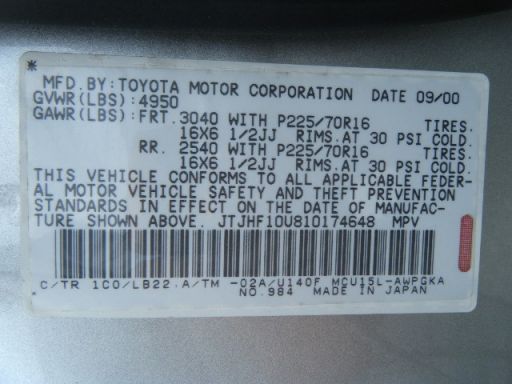 *
MFD.BY:TOYOTA MOTOR CORPORATION DATE 09/00
GVWR(LBS):4950
GAWR(LBS):FRT.3040 WITH P225/70R16 TIRES.
16X6 1/2JJ RIMS.AT 30 PSI COLD.
RR. 2540 WITH P225/70R16 TIRES.
16X6 1/2JJ RIMS.AT 30 PSI COLD.
THIS VEHICLE CONFORMS TO ALL APPLICABLE FEDER-
AL MOTOR VEHICLE SAFETY AND THEFT PREVENTION
STANDARDS IN EFFECT ON THE DATE OF MANUFAC-
TURE SHOWN ABOVE. JTJHF10U810174648 MPV
C/TR 1C0/LB22.A/TM -02A/U140F MCU15L-AWPGKA
NO.984 MADE IN JAPAN